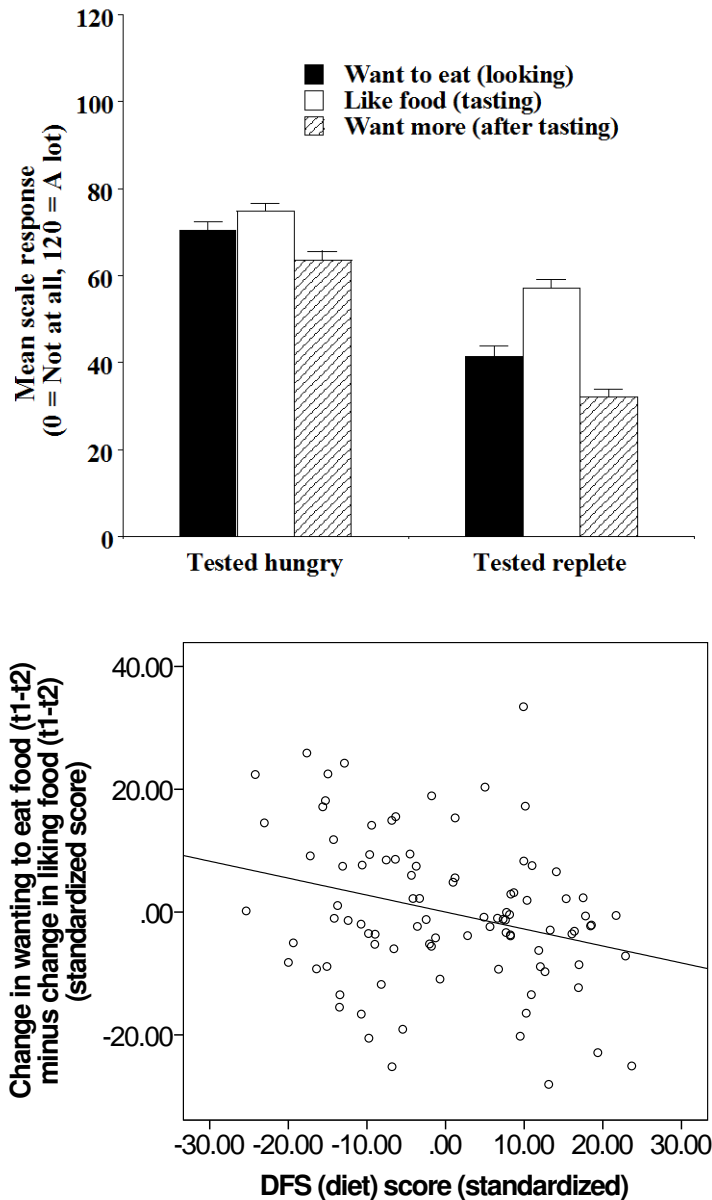 120
100
80
60
40
20
0
Mean scale response
(0 = Not at all, 120 = A lot)
Want to eat (looking)
Like food (tasting)
Want more (after tasting)
Tested hungry
Tested replete
40.00
20.00
.00
-20.00
Change in wanting to eat food (t1-t2)
minus change in liking food (t1-t2)
(standardized score)
-30.00 -20.00 -10.00 .00 10.00 20.00 30.00
DFS (diet) score (standardized)